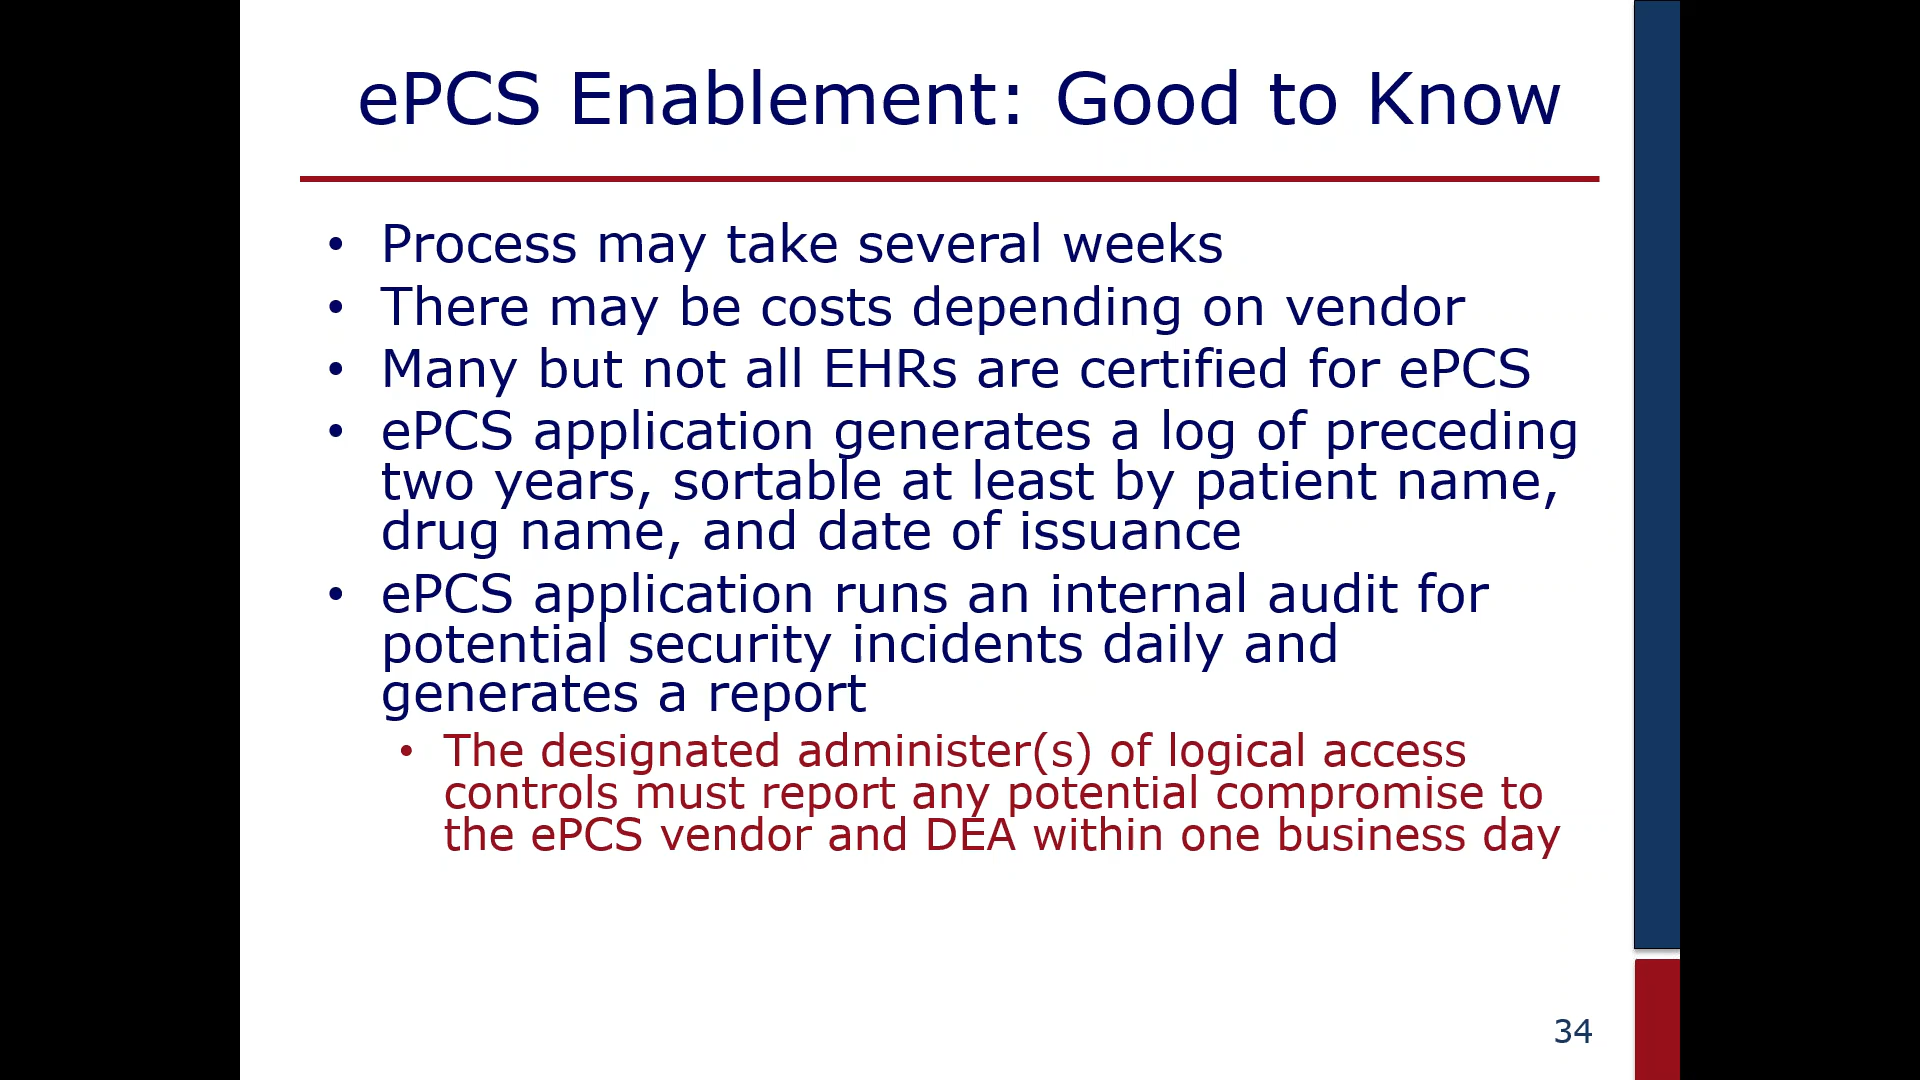 ePCS Enablement: Good to Know
• Process may take several weeks
• There may be costs depending on vendor
• Many but not all EHRs are certified for ePCS
• ePCS application generates a log of preceding
two years, sortable at least by patient name,
drug name, and date of issuance
• ePCS application runs an internal audit for
potential security incidents daily and
generates a report
• The designated administer(s) of logical access
controls must report any potential compromise to
the ePCS vendor and DEA within one business day
34